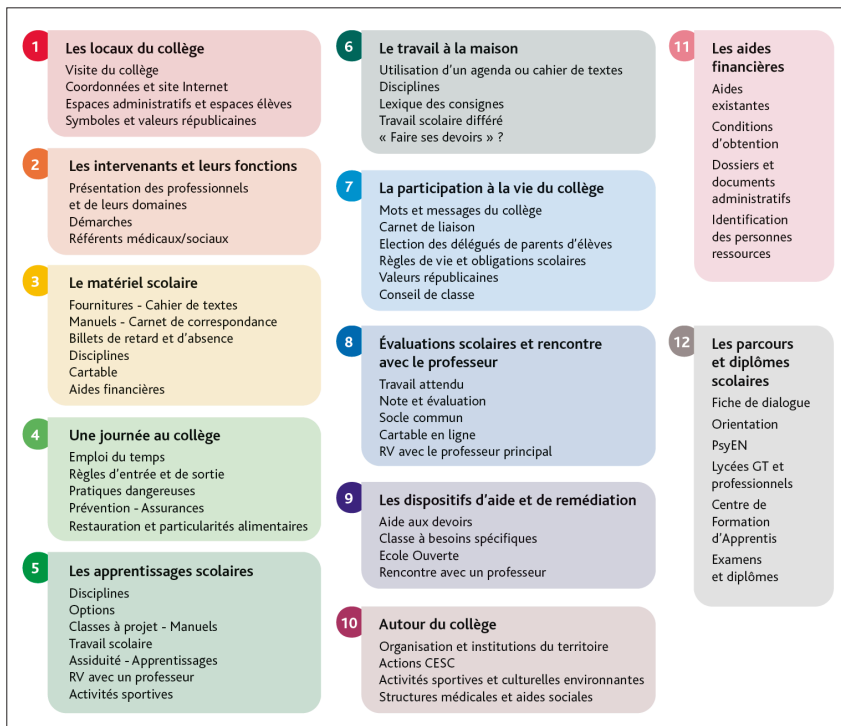 1
Les locaux du collège
Visite du collège
Coordonnées et site Internet
Espaces administratifs et espaces élèves
Symboles et valeurs républicaines
2
Les intervenants et leurs fonctions
Présentation des professionnels
et de leurs domaines
Démarches
Référents médicaux/sociaux
3
Le matériel scolaire
Fournitures - Cahier de textes
Manuels - Carnet de correspondance
Billets de retard et d'absence
Disciplines
Cartable
Aides financières
4
Une journée au collège
Emploi du temps
Règles d'entrée et de sortie
Pratiques dangereuses
Prévention - Assurances
Restauration et particularités alimentaires
5
Les apprentissages scolaires
Disciplines
Options
Classes à projet - Manuels
Travail scolaire
Assiduité - Apprentissages
RV avec un professeur
Activités sportives
6
Le travail à la maison
Utilisation d'un agenda ou cahier de textes
Disciplines
Lexique des consignes
Travail scolaire différé
« Faire ses devoirs » ?
7
La participation à la vie du collège
Mots et messages du collège
Carnet de liaison
Election des délégués de parents d'élèves
Règles de vie et obligations scolaires
Valeurs républicaines
Conseil de classe
8
Évaluations scolaires et rencontre
avec le professeur
Travail attendu
Note et évaluation
Socle commun
Cartable en ligne
RV avec le professeur principal
9
Les dispositifs d'aide et de remédiation
Aide aux devoirs
Classe à besoins spécifiques
Ecole Ouverte
Rencontre avec un professeur
10
Autour du collège
Organisation et institutions du territoire
Actions CESC
Activités sportives et culturelles environnantes
Structures médicales et aides sociales
11
Les aides
financières
Aides
existantes
Conditions
d'obtention
Dossiers et
documents
administratifs
Identification
des personnes
ressources
12
Les parcours
et diplômes
scolaires
Fiche de dialogue
Orientation
PsyEN
Lycées GT et
professionnels
Centre de
Formation
d'Apprentis
Examens
et diplômes